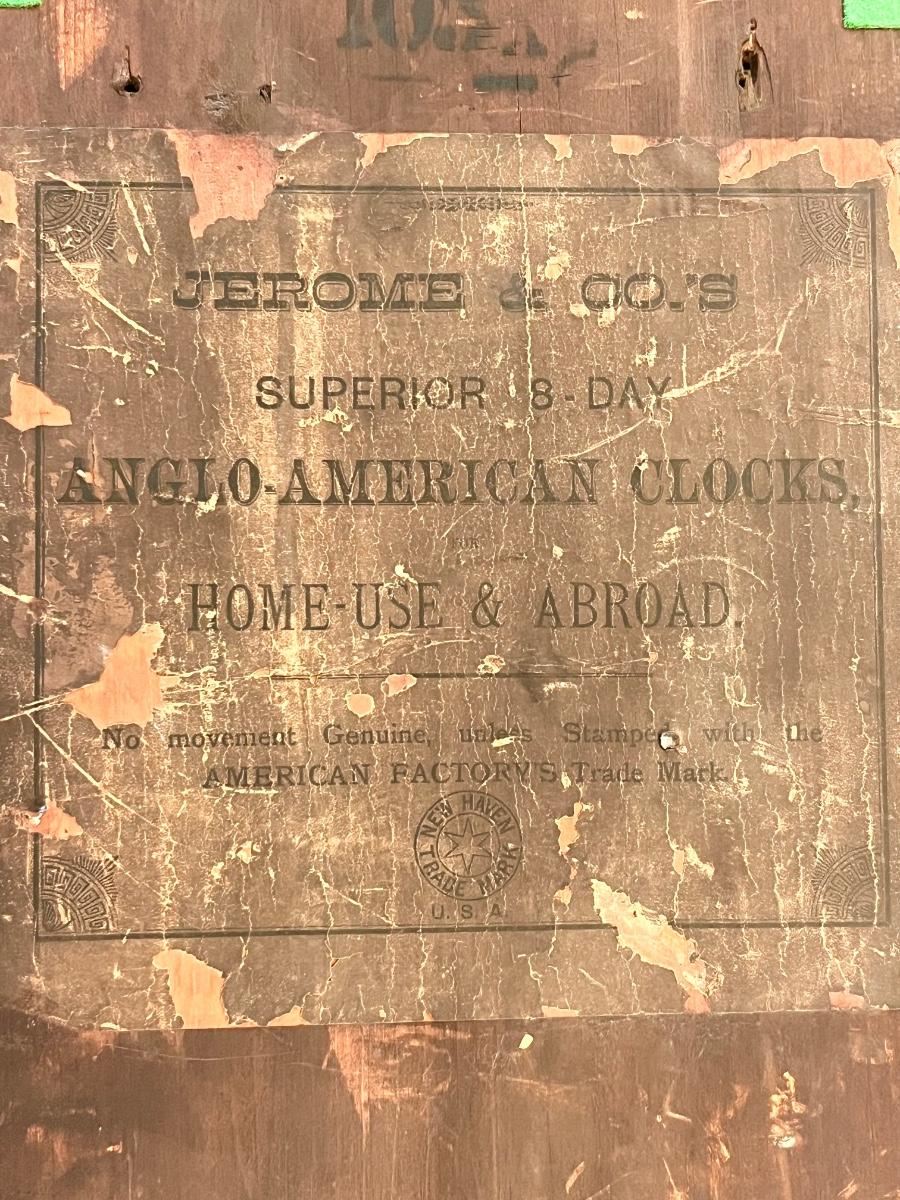 JEROME & CO.'S
SUPERIOR 8-DAY
ANGLO-AMERICAN CLOCKS,
FOR
HOME-USE & ABROAD.
No movement Genuine, unless Stamped with the
AMERICAN FACTORY'S Trade Mark.
NEW HAVEN
TRADE MARK
U. S. A